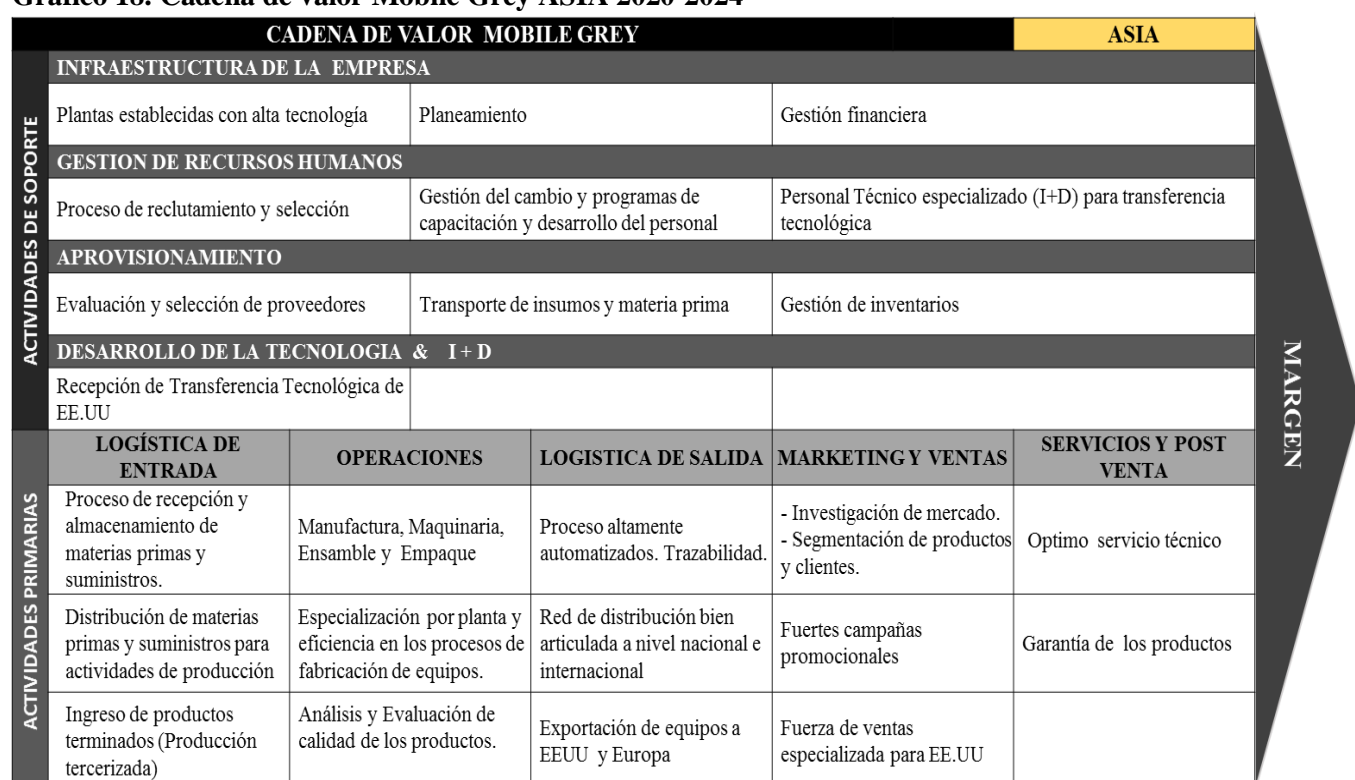 Gráfico 18. Cadena de valor Mobile Grey ASIA 2020-2024
CADENA DE VALOR MOBILE GREY
ASIA
ACTIVIDADES DE SOPORTE
INFRAESTRUCTURA DE LA EMPRESA
Plantas establecidas con alta tecnología
Planeamiento
Gestión financiera
GESTION DE RECURSOS HUMANOS
Proceso de reclutamiento y selección
Gestión del cambio y programas de
capacitación y desarrollo del personal
Personal Técnico especializado (I+D) para transferencia
tecnológica
APROVISIONAMIENTO
Evaluación y selección de proveedores
Transporte de insumos y materia prima
Gestión de inventarios
DESARROLLO DE LA TECNOLOGIA & I + D
Recepción de Transferencia Tecnológica de
EE.UU
MARGEN
ACTIVIDADES PRIMARIAS
LOGÍSTICA DE
ENTRADA
OPERACIONES
LOGISTICA DE SALIDA
MARKETING Y VENTAS
SERVICIOS Y POST
VENTA
Proceso de recepción y
almacenamiento de
materias primas y
suministros.
Manufactura, Maquinaria,
Ensamble y Empaque
Proceso altamente
automatizados. Trazabilidad.
- Investigación de mercado.
- Segmentación de productos
y clientes.
Optimo servicio técnico
Distribución de materias
primas y suministros para
actividades de producción
Especialización por planta y
eficiencia en los procesos de
fabricación de equipos.
Red de distribución bien
articulada a nivel nacional e
internacional
Fuertes campañas
promocionales
Garantía de los productos
Ingreso de productos
terminados (Producción
tercerizada)
Análisis y Evaluación de
calidad de los productos.
Exportación de equipos a
EEUU y Europa
Fuerza de ventas
especializada para EE.UU